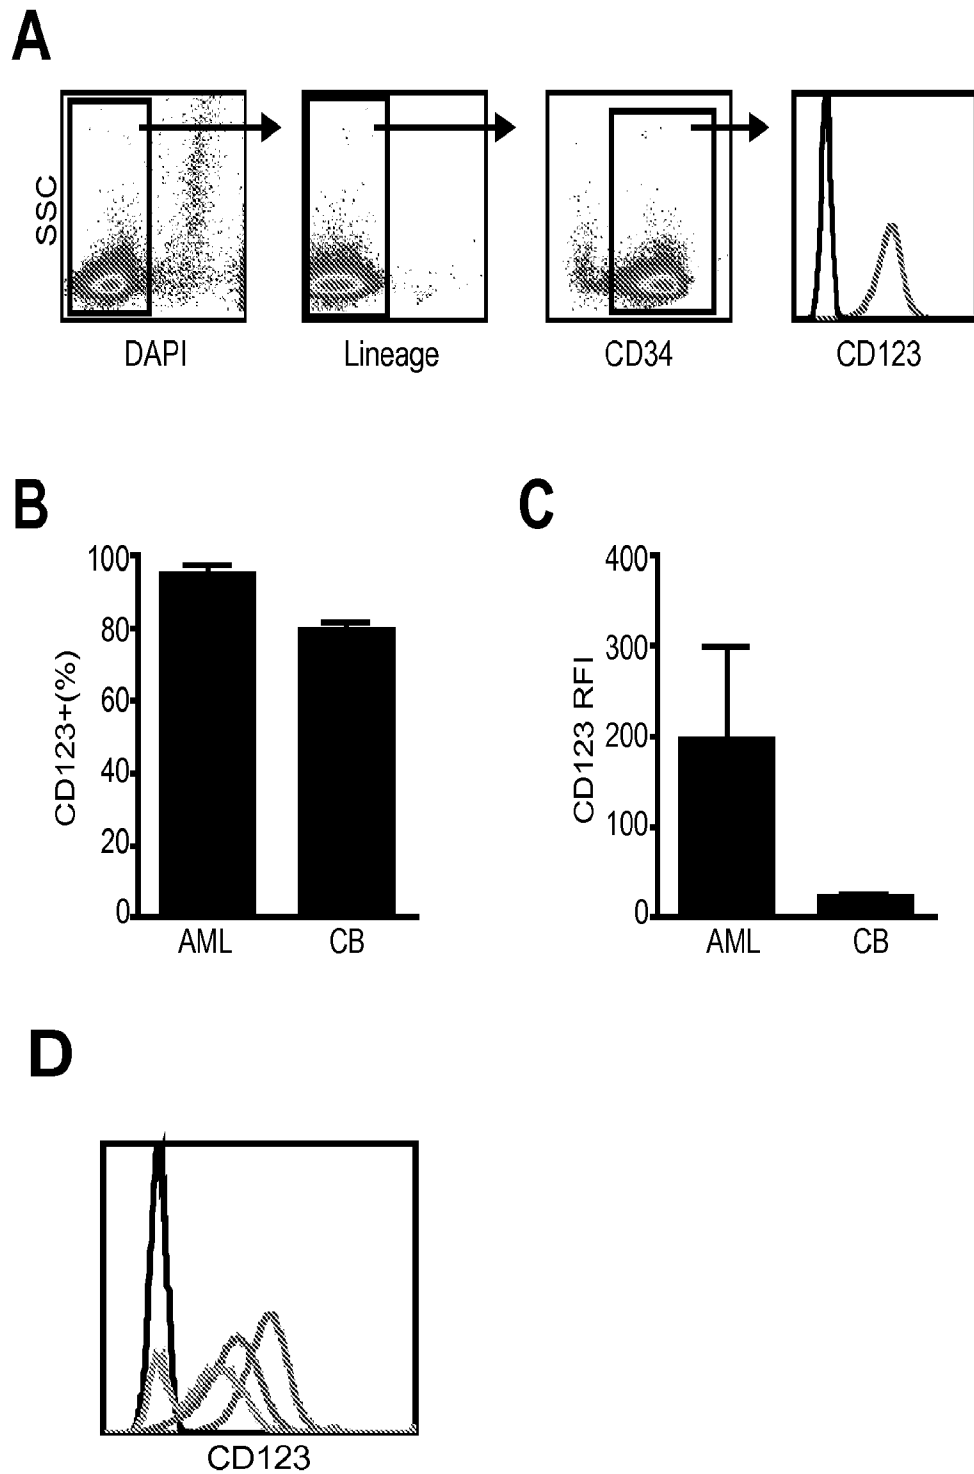 A
SSC
DAPI
Lineage
CD34
CD123
B
CD123+(%)
100
80
60
40
20
0
AML
CB
C
CD123 RFI
400
300
200
100
0
AML
CB
D
CD123